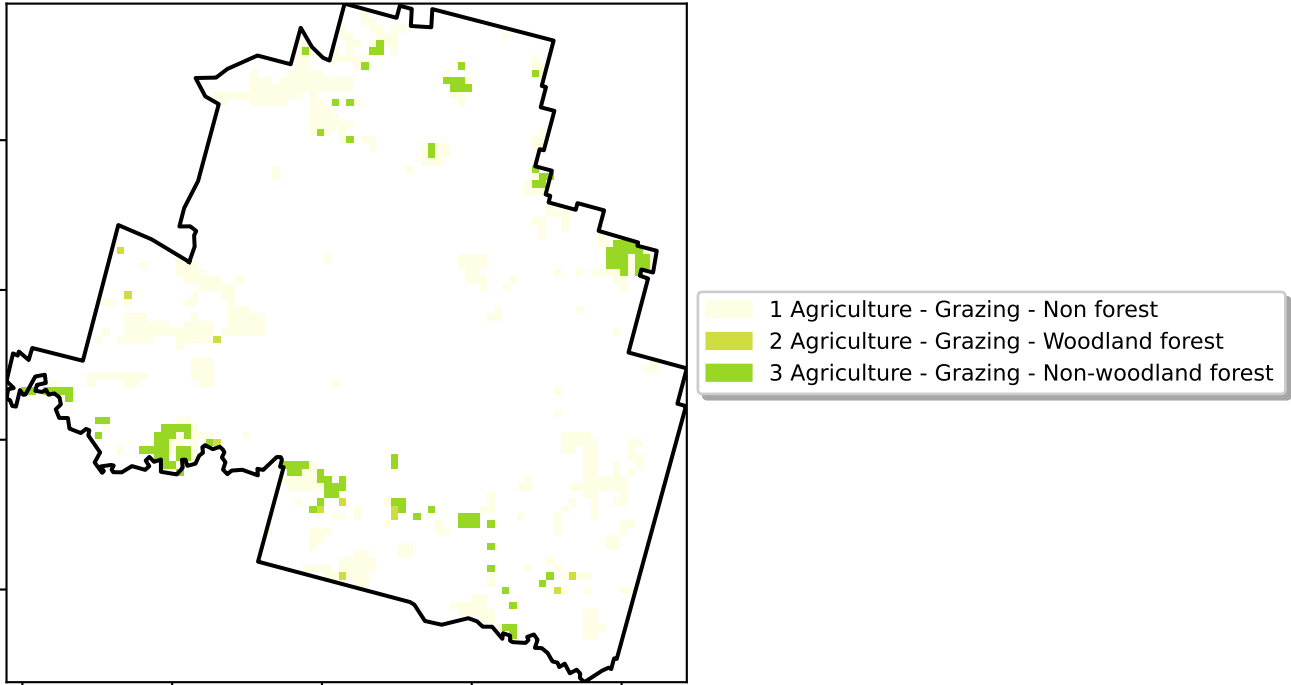 1 Agriculture - Grazing - Non forest
2 Agriculture - Grazing - Woodland forest
3 Agriculture - Grazing - Non-woodland forest